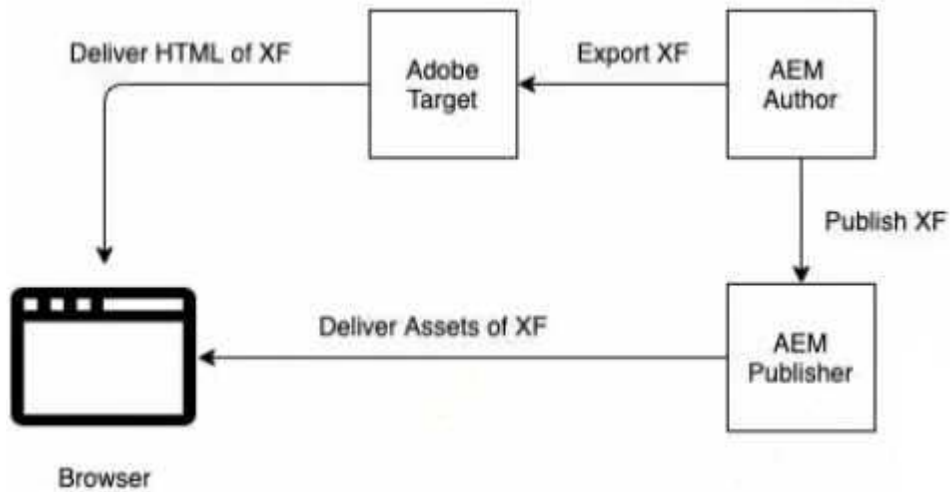 Deliver HTML of XF
Adobe
Target
Export XF
AEM
Author
Publish XF
Deliver Assets of XF
AEM
Publisher
Browser